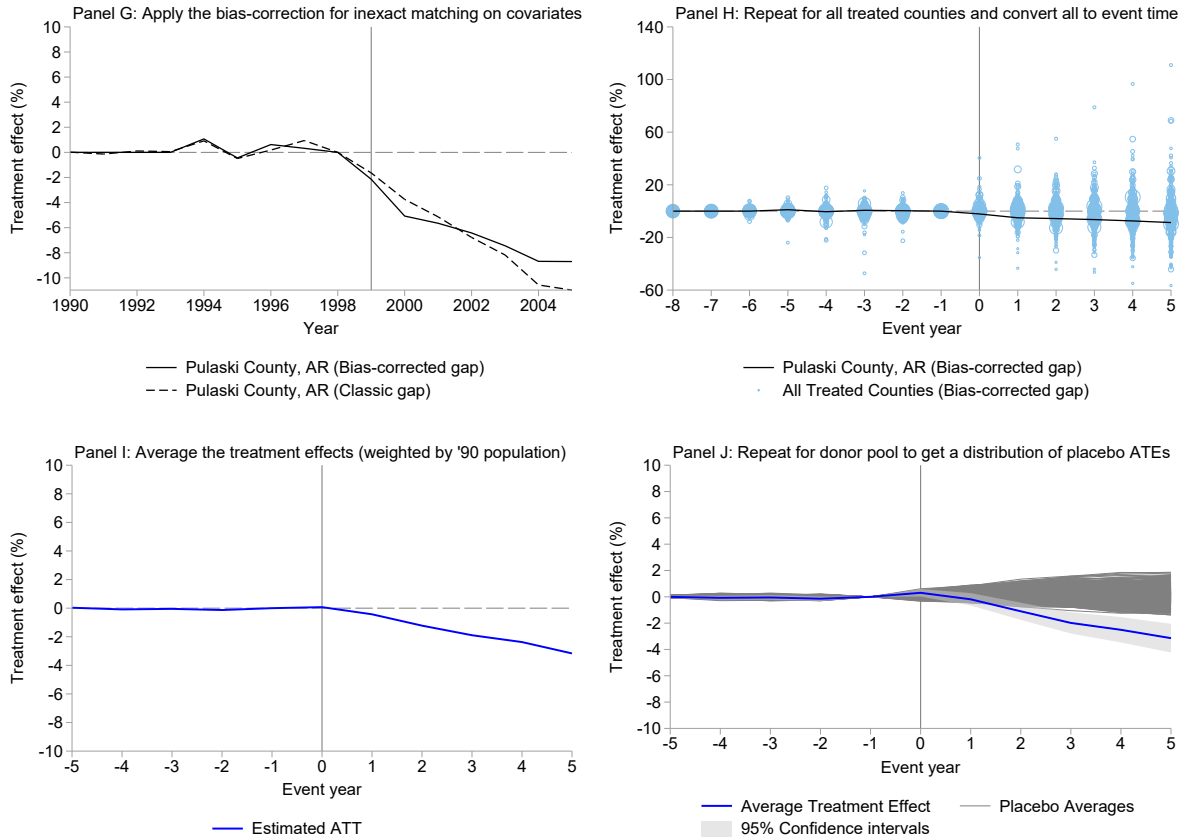 Panel G: Apply the bias-correction for inexact matching on covariates
10
8
6
4
2
0
-2
-4
-6
-8
-10
Treatment effect (%)
1990 1992 1994 1996 1998 2000 2002 2004
Year
Pulaski County, AR (Bias-corrected gap)
Pulaski County, AR (Classic gap)
Panel H: Repeat for all treated counties and convert all to event time
140
100
60
20
-20
-60
Treatment effect (%)
-8 -7 -6 -5 -4 -3 -2 -1 0 1 2 3 4 5
Event year
Pulaski County, AR (Bias-corrected gap)
All Treated Counties (Bias-corrected gap)
Panel I: Average the treatment effects (weighted by '90 population)
10
8
6
4
2
0
-2
-4
-6
-8
-10
Treatment effect (%)
-5 -4 -3 -2 -1 0 1 2 3 4 5
Event year
Estimated ATT
Panel J: Repeat for donor pool to get a distribution of placebo ATEs
10
8
6
4
2
0
-2
-4
-6
-8
-10
Treatment effect (%)
-5 -4 -3 -2 -1 0 1 2 3 4 5
Event year
Average Treatment Effect Placebo Averages
95% Confidence intervals